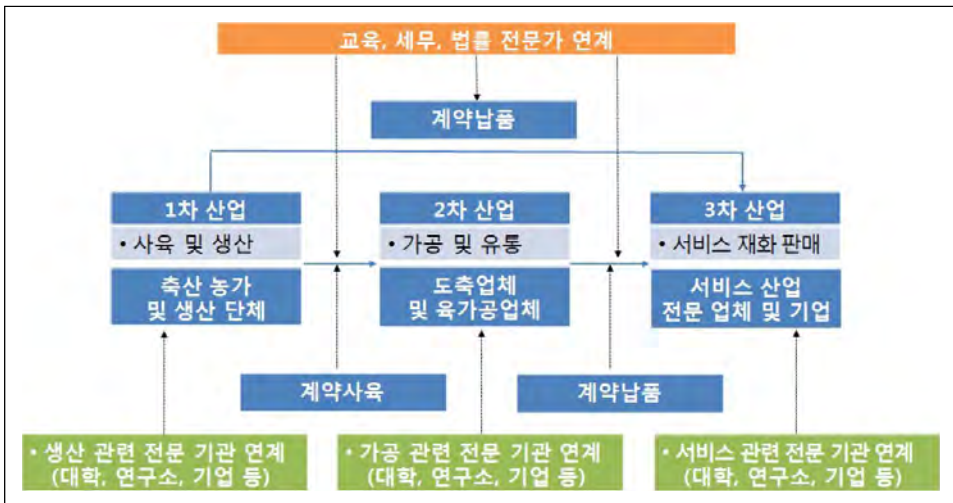 교육, 세무, 법률 전문가 연계
계약납품
1차 산업
• 사육 및 생산
축산 농가
및 생산 단체
2차 산업
• 가공 및 유통
도축업체
및 육가공업체
3차 산업
• 서비스 재화 판매
서비스 산업
전문 업체 및 기업
계약사육
계약납품
• 생산 관련 전문 기관 연계
(대학, 연구소, 기업 등)
• 가공 관련 전문 기관 연계
(대학, 연구소, 기업 등)
• 서비스 관련 전문 기관 연계
(대학, 연구소, 기업 등)